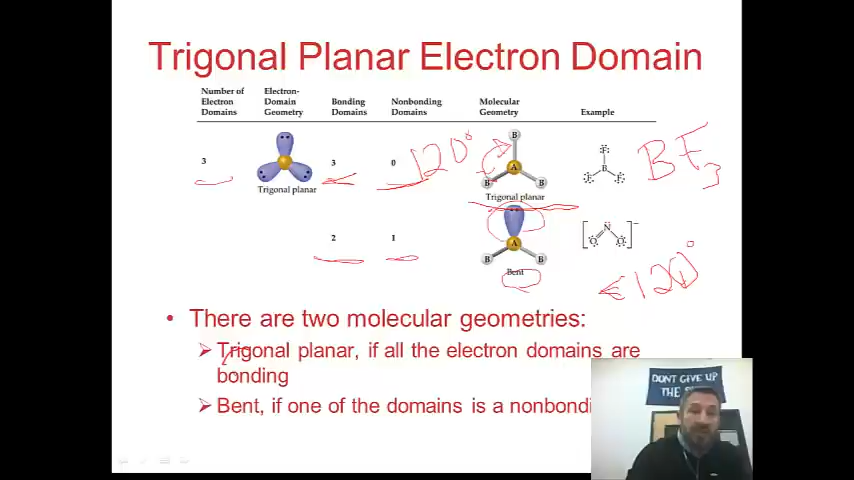 Trigonal Planar Electron Domain
Number of Electron Domains Electron-Domain Geometry Bonding Domains Nonbonding Domains Molecular Geometry Example
3 3 0 120° B A B B :F: B :F: :F: BF3
Trigonal planar Trigonal planar
2 1 A B B [N O O]−
Bent <120°
• There are two molecular geometries:
➢ Trigonal planar, if all the electron domains are
bonding
➢ Bent, if one of the domains is a
DONT GIVE UP
THE